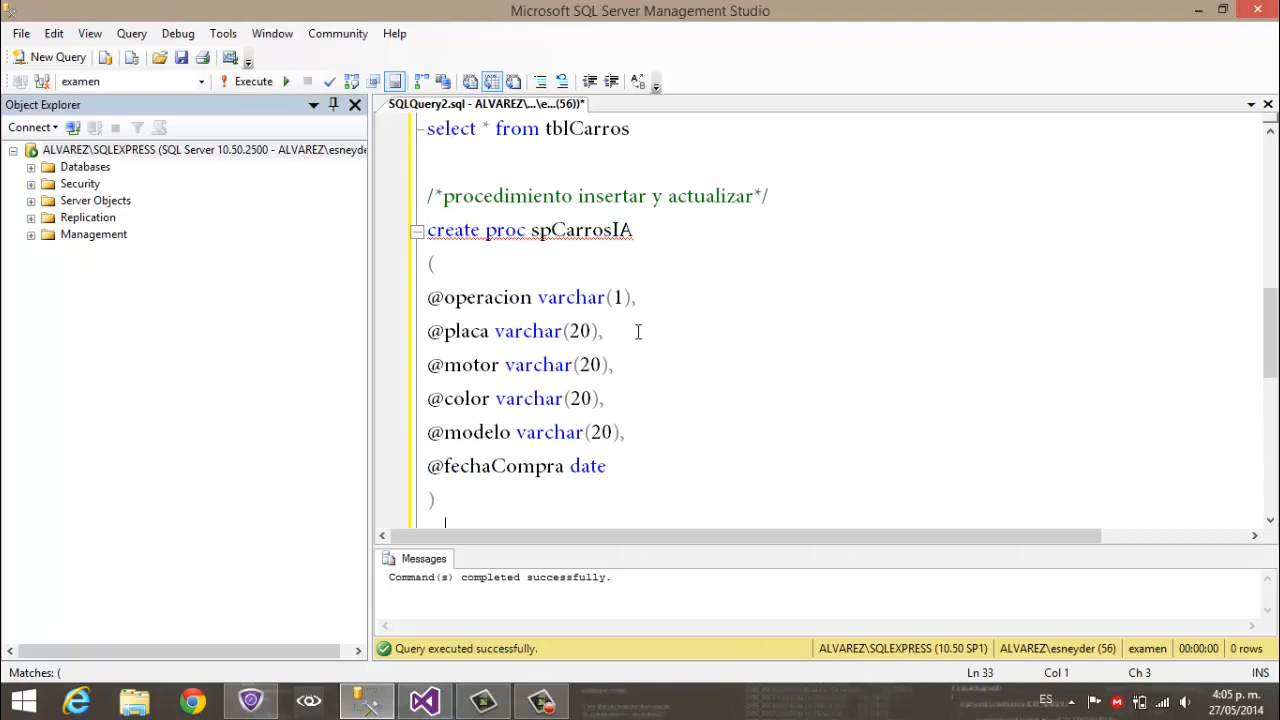 Microsoft SQL Server Management Studio
File Edit View Query Debug Tools Window Community Help
New Query
examen Execute
Object Explorer
SQLQuery2.sql - ALVAREZ\...\e...(56))*
Connect
ALVAREZ\SQLEXPRESS (SQL Server 10.50.2500 - ALVAREZ\esneyde
Databases
Security
Server Objects
Replication
Management
select * from tblCarros
/*procedimiento insertar y actualizar*/
create proc spCarrosIA
(
@operacion varchar(1),
@placa varchar(20),
@motor varchar(20),
@color varchar(20),
@modelo varchar(20),
@fechaCompra date
)
Messages
Command(s) completed successfully.
Query executed successfully. ALVAREZ\SQLEXPRESS (10.50 SP1) ALVAREZ\esneyder (56) examen 00:00:00 0 rows
Matches: ( Ln 33 Col 1 Ch 3 INS
ES
4:05 p. m.
27/05/2014